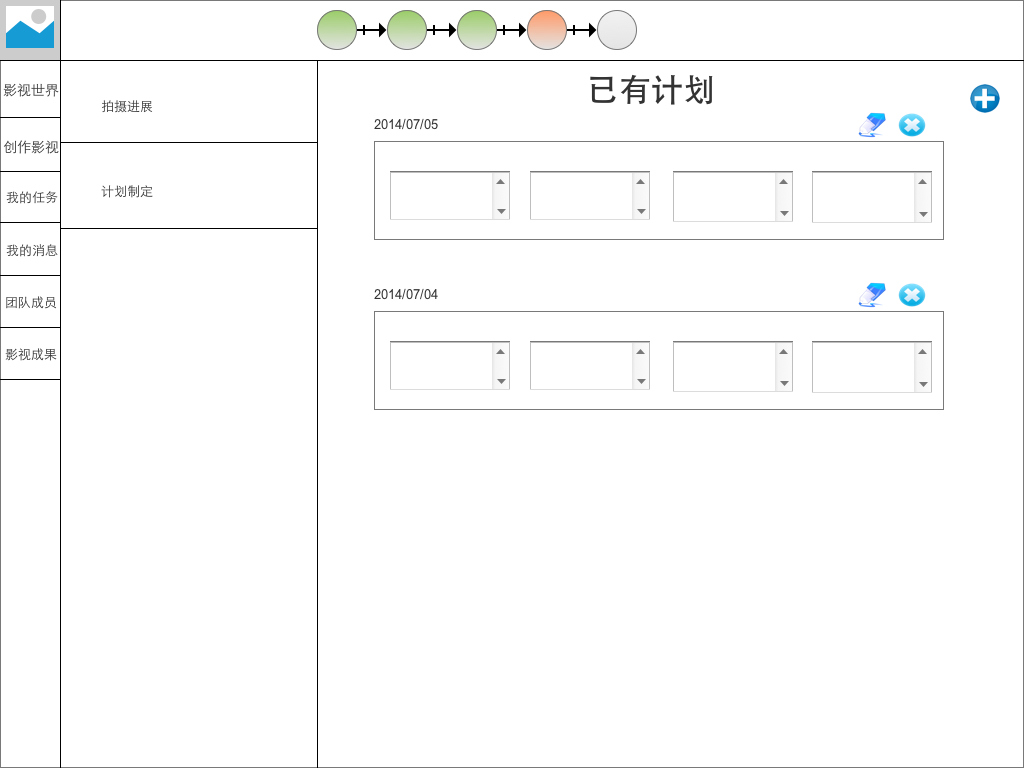 影视世界
创作影视
我的任务
我的消息
团队成员
影视成果
拍摄进展
计划制定
已有计划
2014/07/05
2014/07/04